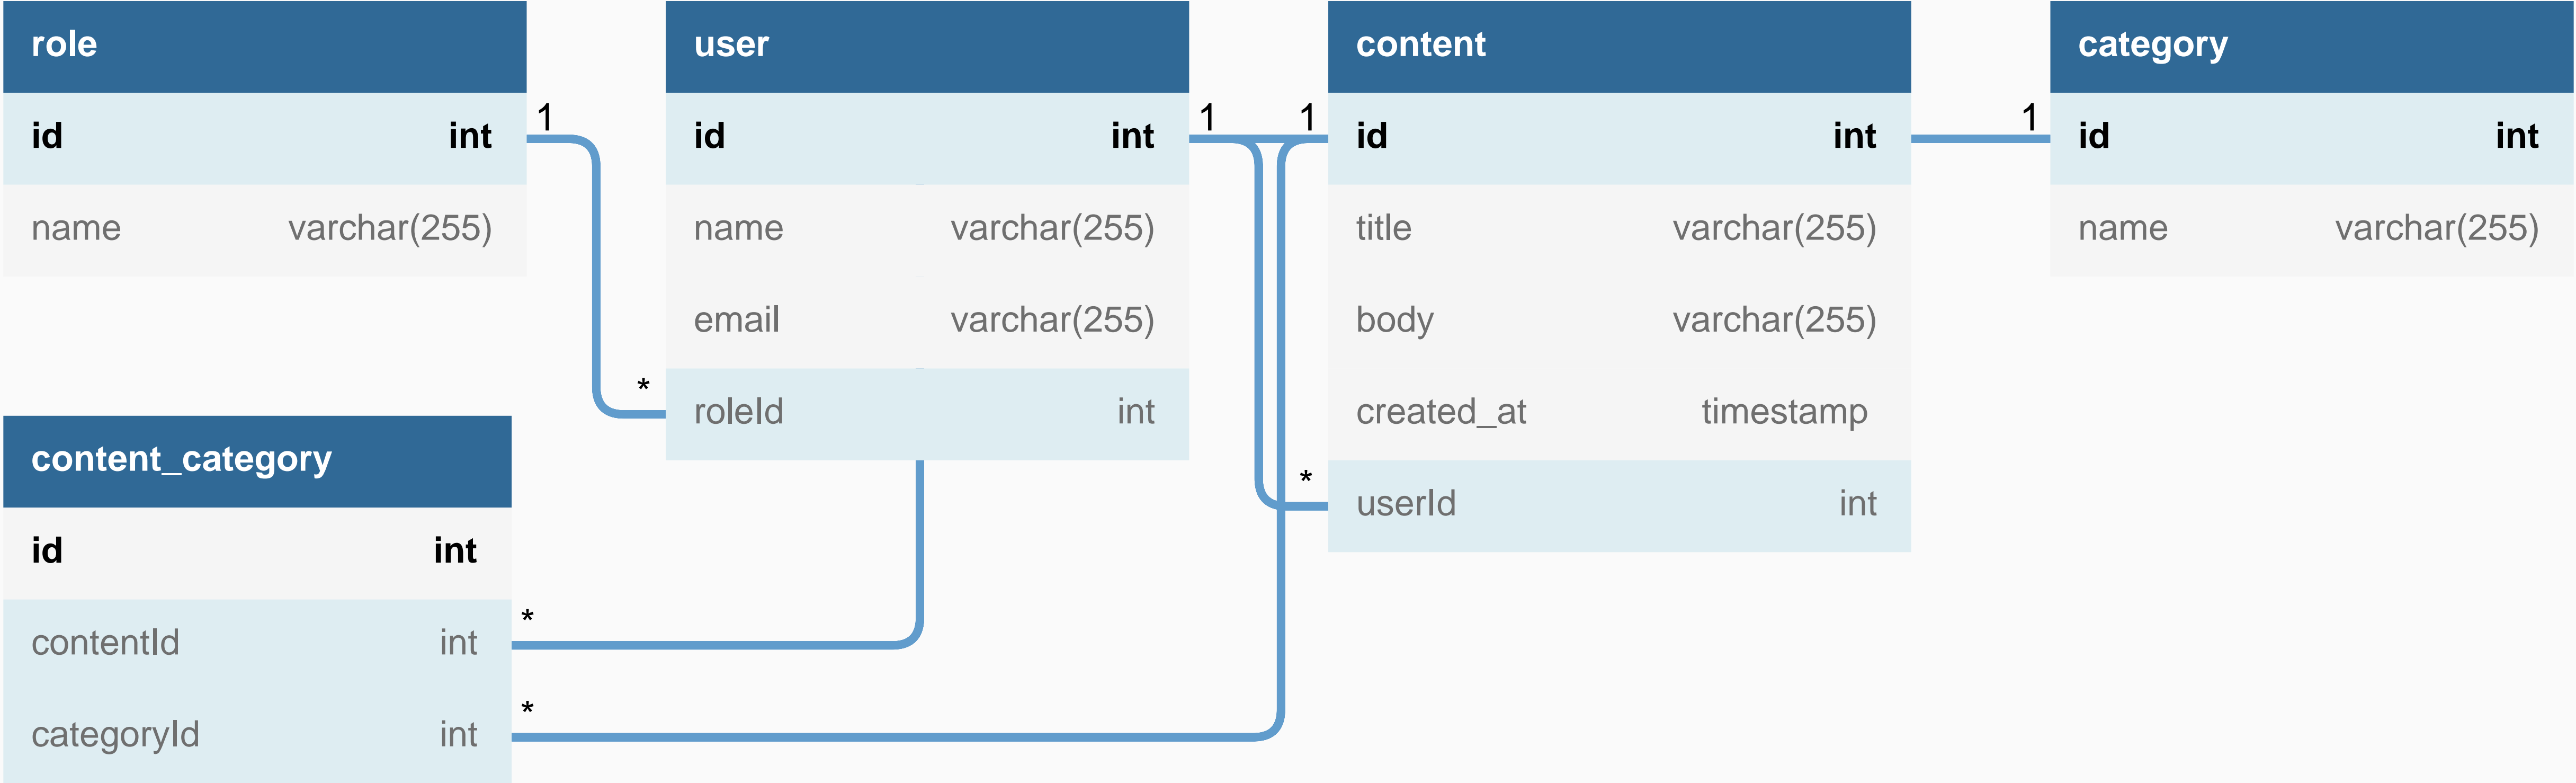 role
id int
name varchar(255)
user
id int
name varchar(255)
email varchar(255)
roleId int
content
id int
title varchar(255)
body varchar(255)
created_at timestamp
userId int
category
id int
name varchar(255)
content_category
id int
contentId int
categoryId int
1
*
1
1
*
1
*
*